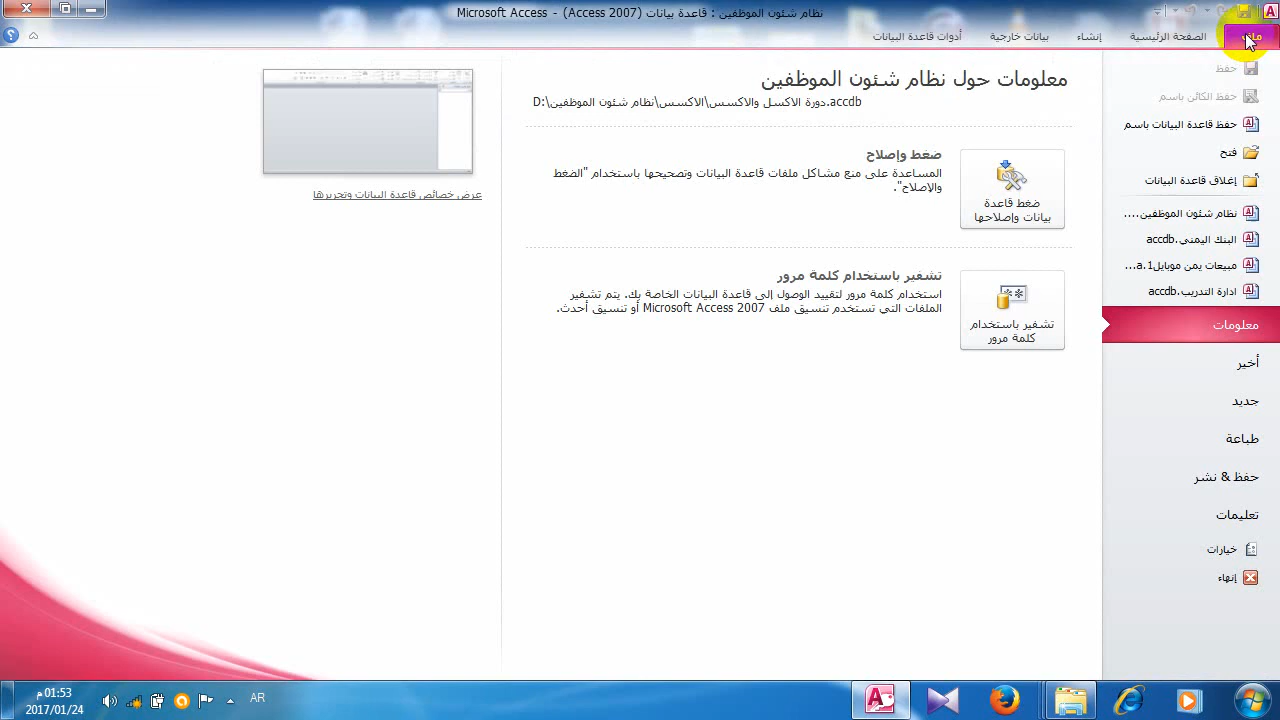 نظام شئون الموظفين : قاعدة بيانات (Access 2007) - Microsoft Access
ملف
الصفحة الرئيسية
إنشاء
بيانات خارجية
أدوات قاعدة البيانات
حفظ
حفظ الكائن باسم
حفظ قاعدة البيانات باسم
فتح
إغلاق قاعدة البيانات
نظام شئون الموظفين....
البنك اليمني.accdb
مبيعات يمن موبايل1.a...
ادارة التدريب.accdb
معلومات
أخير
جديد
طباعة
حفظ & نشر
تعليمات
خيارات
إنهاء
معلومات حول نظام شئون الموظفين
D:\دورة الاكسل والاكسس\الاكسس\نظام شئون الموظفين.accdb
ضغط قاعدة
بيانات وإصلاحها
ضغط وإصلاح
المساعدة على منع مشاكل ملفات قاعدة البيانات وتصحيحها باستخدام "الضغط
والإصلاح".
تشفير باستخدام
كلمة مرور
تشفير باستخدام كلمة مرور
استخدام كلمة مرور لتقييد الوصول إلى قاعدة البيانات الخاصة بك. يتم تشفير
الملفات التي تستخدم تنسيق ملف Microsoft Access 2007 أو تنسيق أحدث.
عرض خصائص قاعدة البيانات وتحريرها
AR
01:53 م
2017/01/24